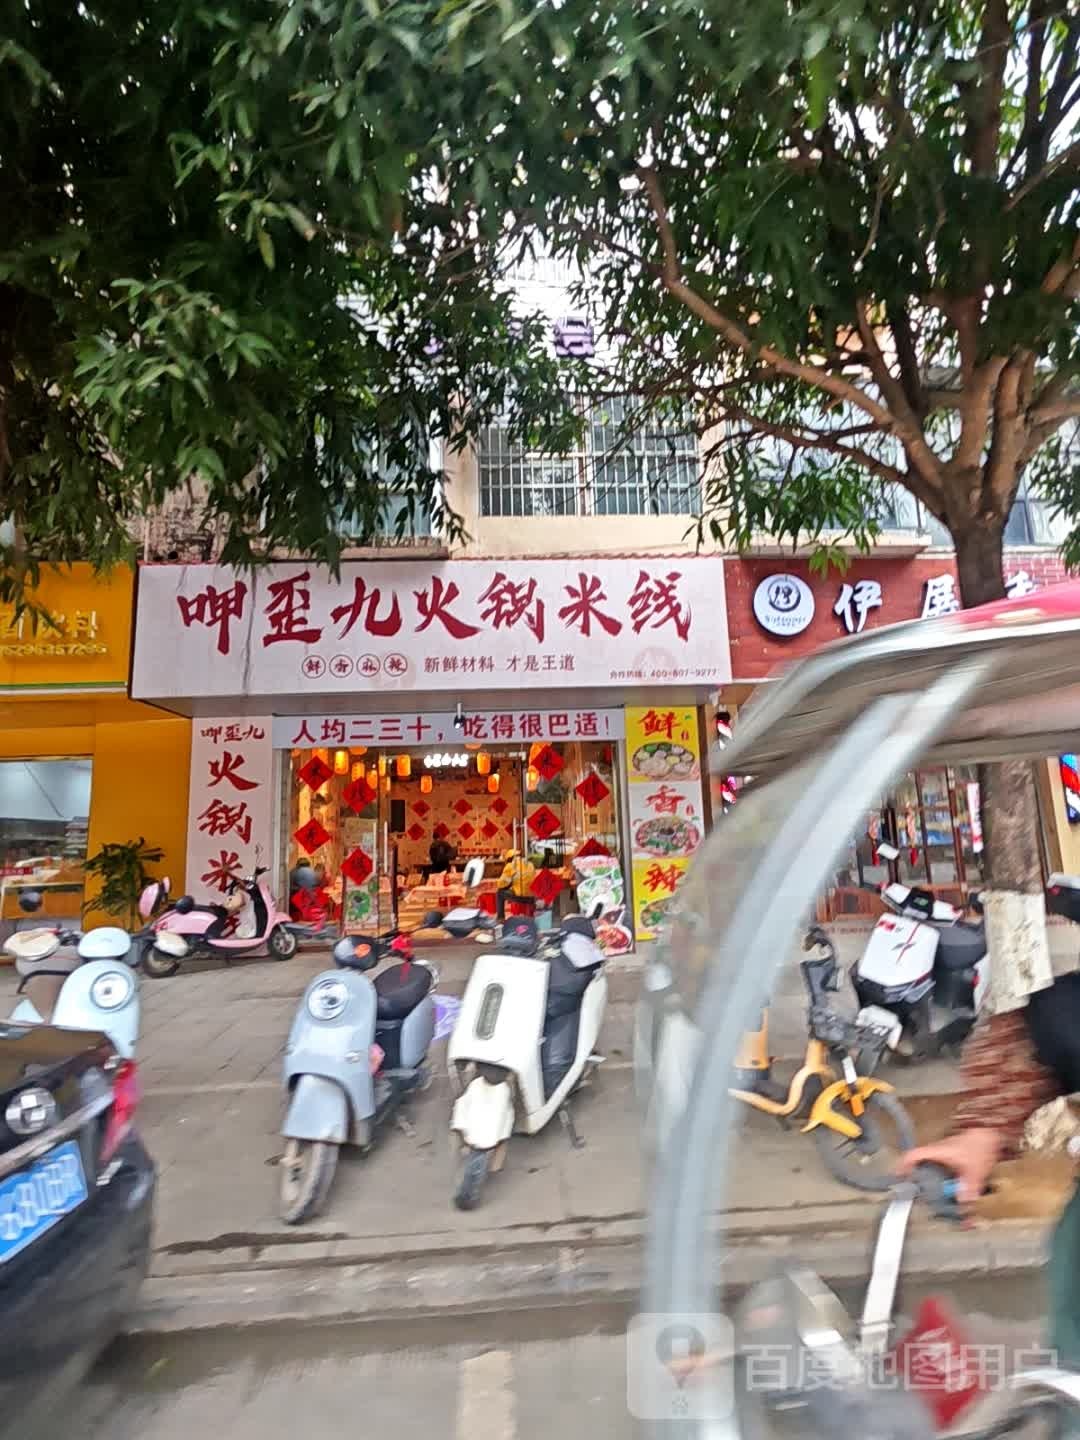 呷歪九火锅米线
鲜香麻辣 新鲜材料 才是王道
合作热线：400-807-9277
人均二三十，吃得很巴适！
呷歪九
火
锅
米
鲜
香
辣
伊
百度地图用户